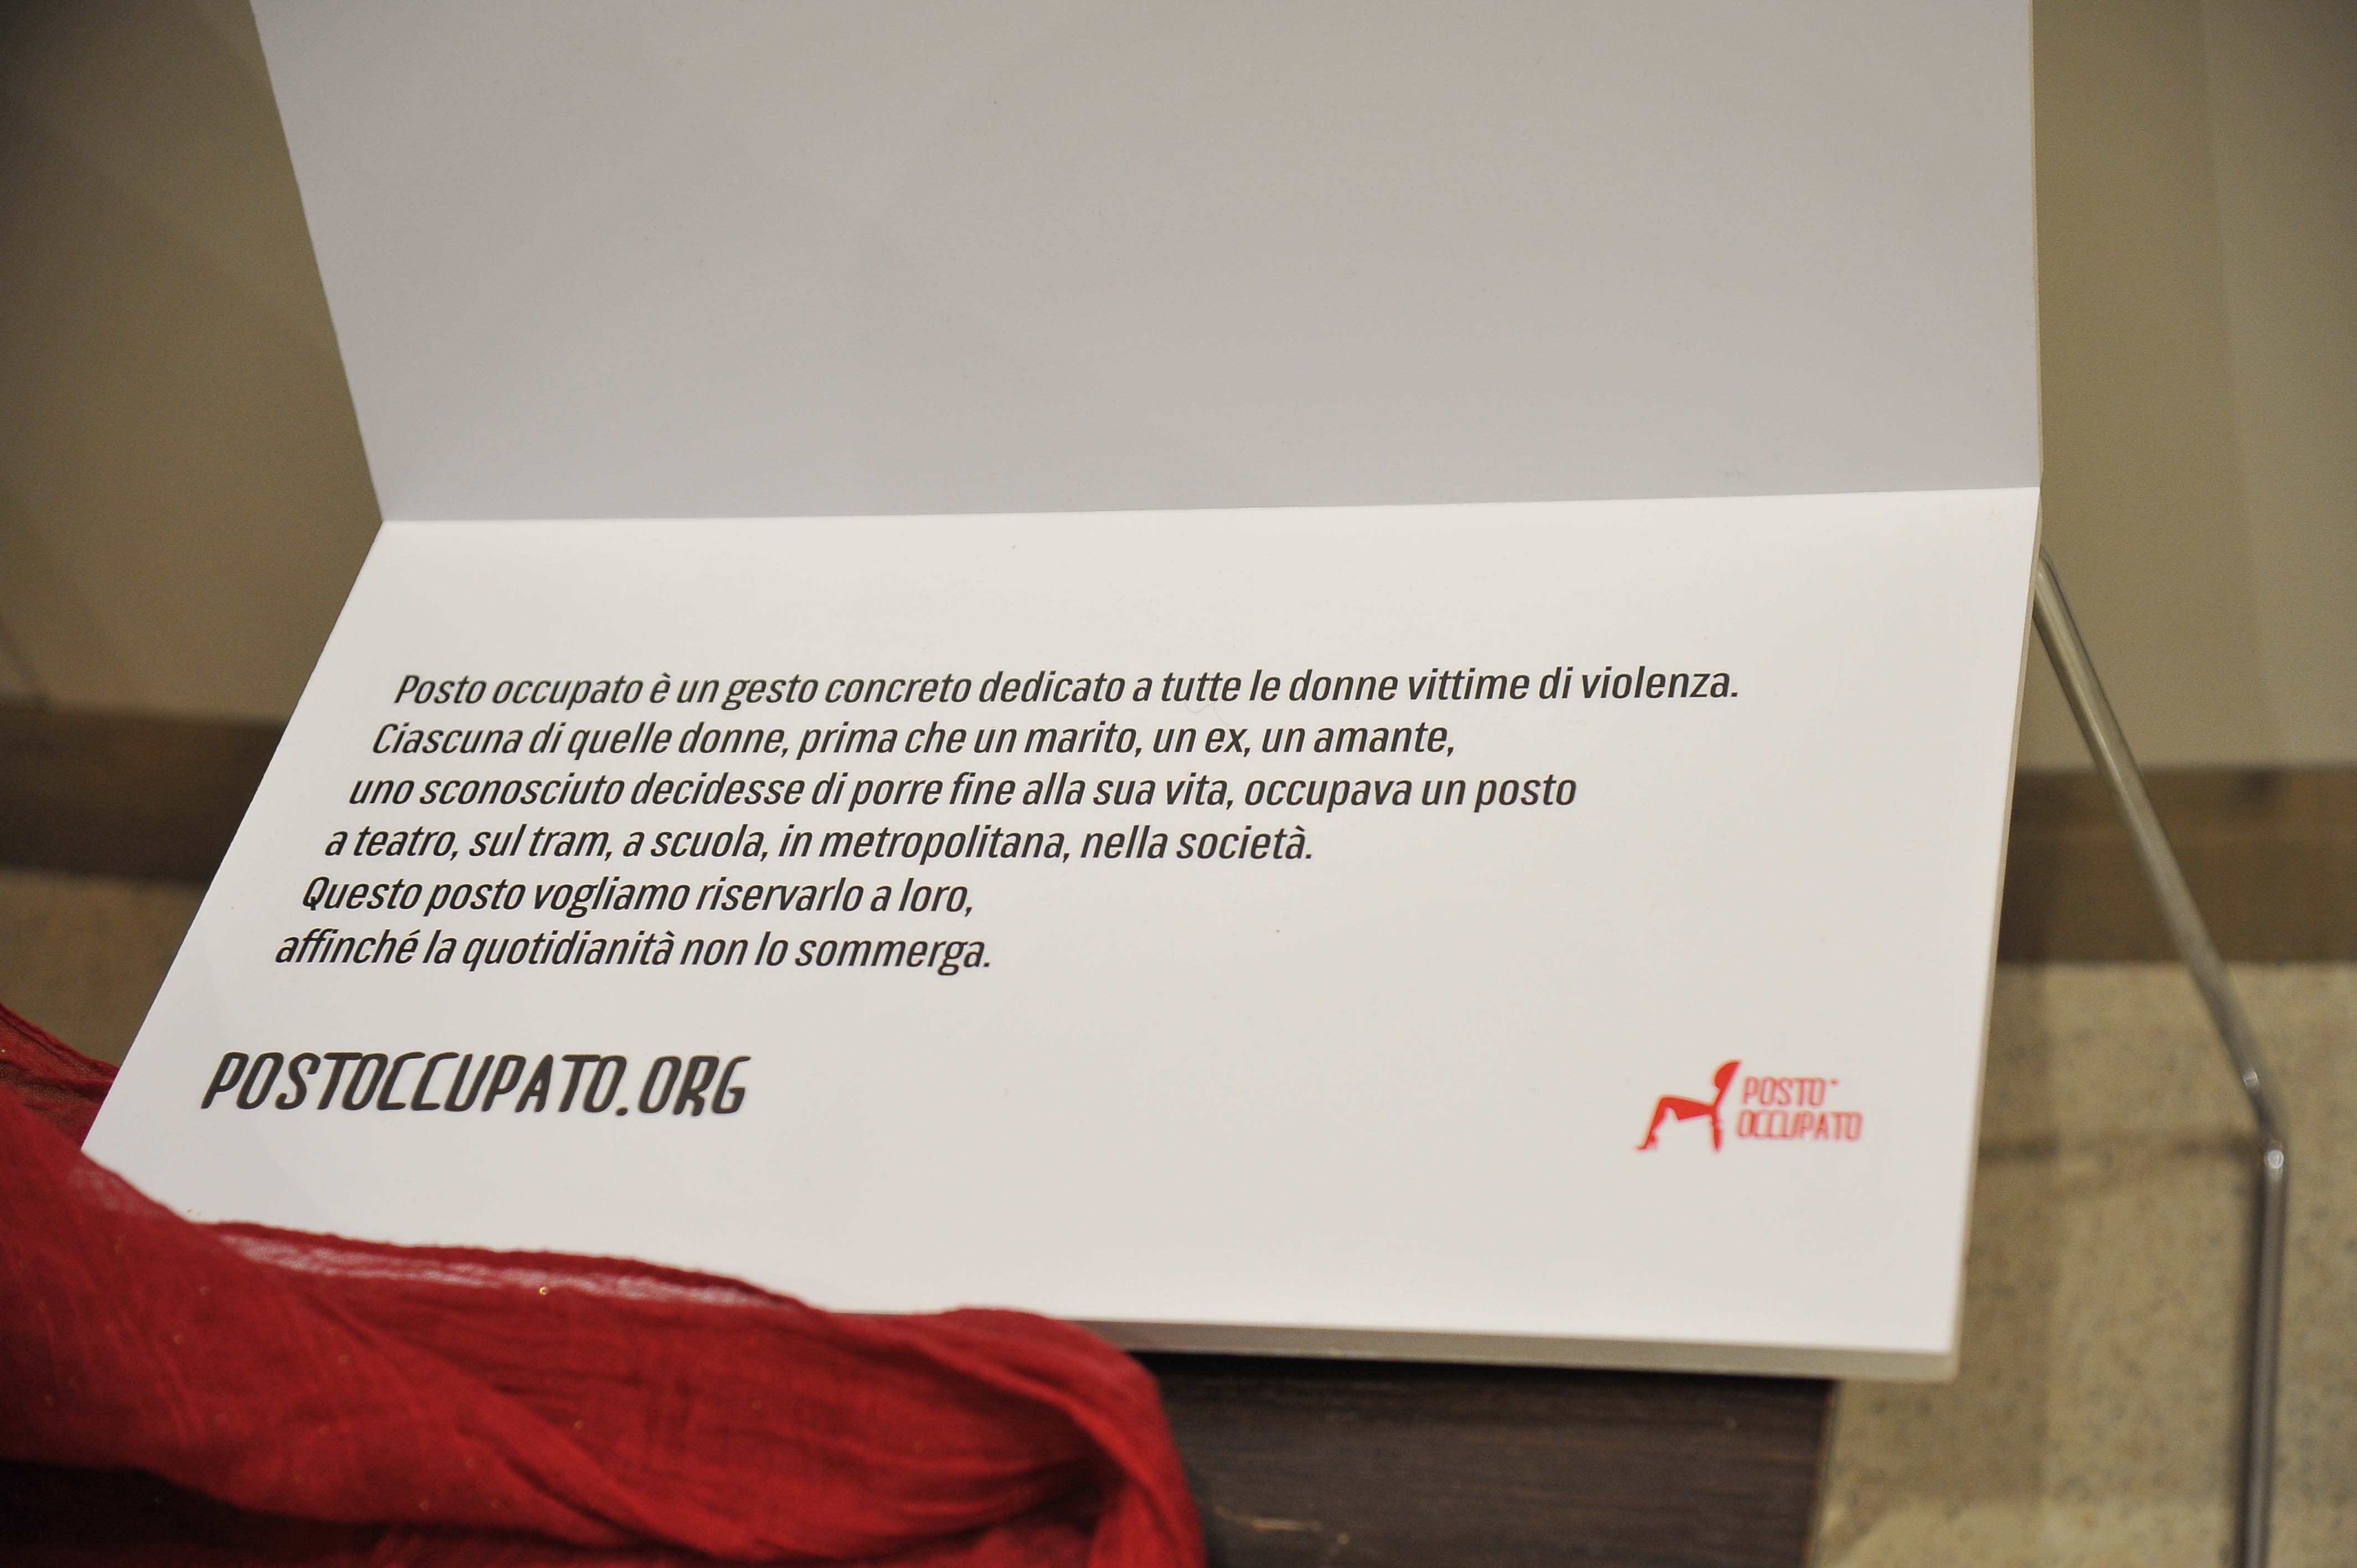 Posto occupato è un gesto concreto dedicato a tutte le donne vittime di violenza.
Ciascuna di quelle donne, prima che un marito, un ex, un amante,
uno sconosciuto decidesse di porre fine alla sua vita, occupava un posto
a teatro, sul tram, a scuola, in metropolitana, nella società.
Questo posto vogliamo riservarlo a loro,
affinché la quotidianità non lo sommerga.
POSTOCCUPATO.ORG
POSTO
OCCUPATO